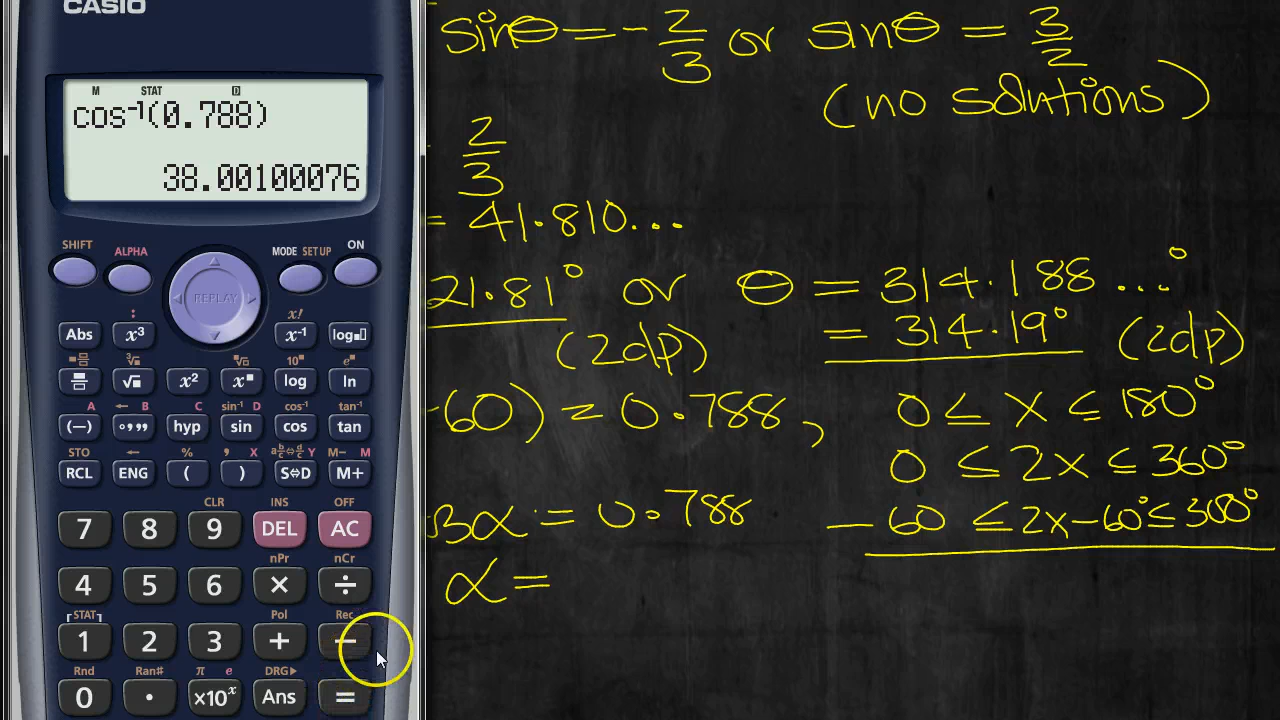 CASIO
M STAT D
cos⁻¹(0.788)
38.00100076
SHIFT ALPHA MODE SETUP ON
REPLAY
x! 
Abs x³ x⁻¹ log
10■ e■
x² x■ log ln
A B C sin⁻¹ D cos⁻¹ tan⁻¹
(−) °,,, hyp sin cos tan
STO ← % , X a b/c⇔d/c Y M− M
RCL ENG ( ) S⇔D M+
CLR INS OFF
7 8 9 DEL AC
nPr nCr
4 5 6 × ÷
STAT Pol Rec
1 2 3 + −
Rnd Ran# π e DRG▶
0 · ×10ˣ Ans =
sinθ = -2/3 or sinθ = 3/2
(no solutions)
2/3
= 41.810...
21.81° or θ = 314.188...°
(2dp) = 314.19° (2dp)
-60) = 0.788, 0 ≤ x ≤ 180°
0 ≤ 2x ≤ 360°
α = 0.788 -60 ≤ 2x-60° ≤ 300°
α =